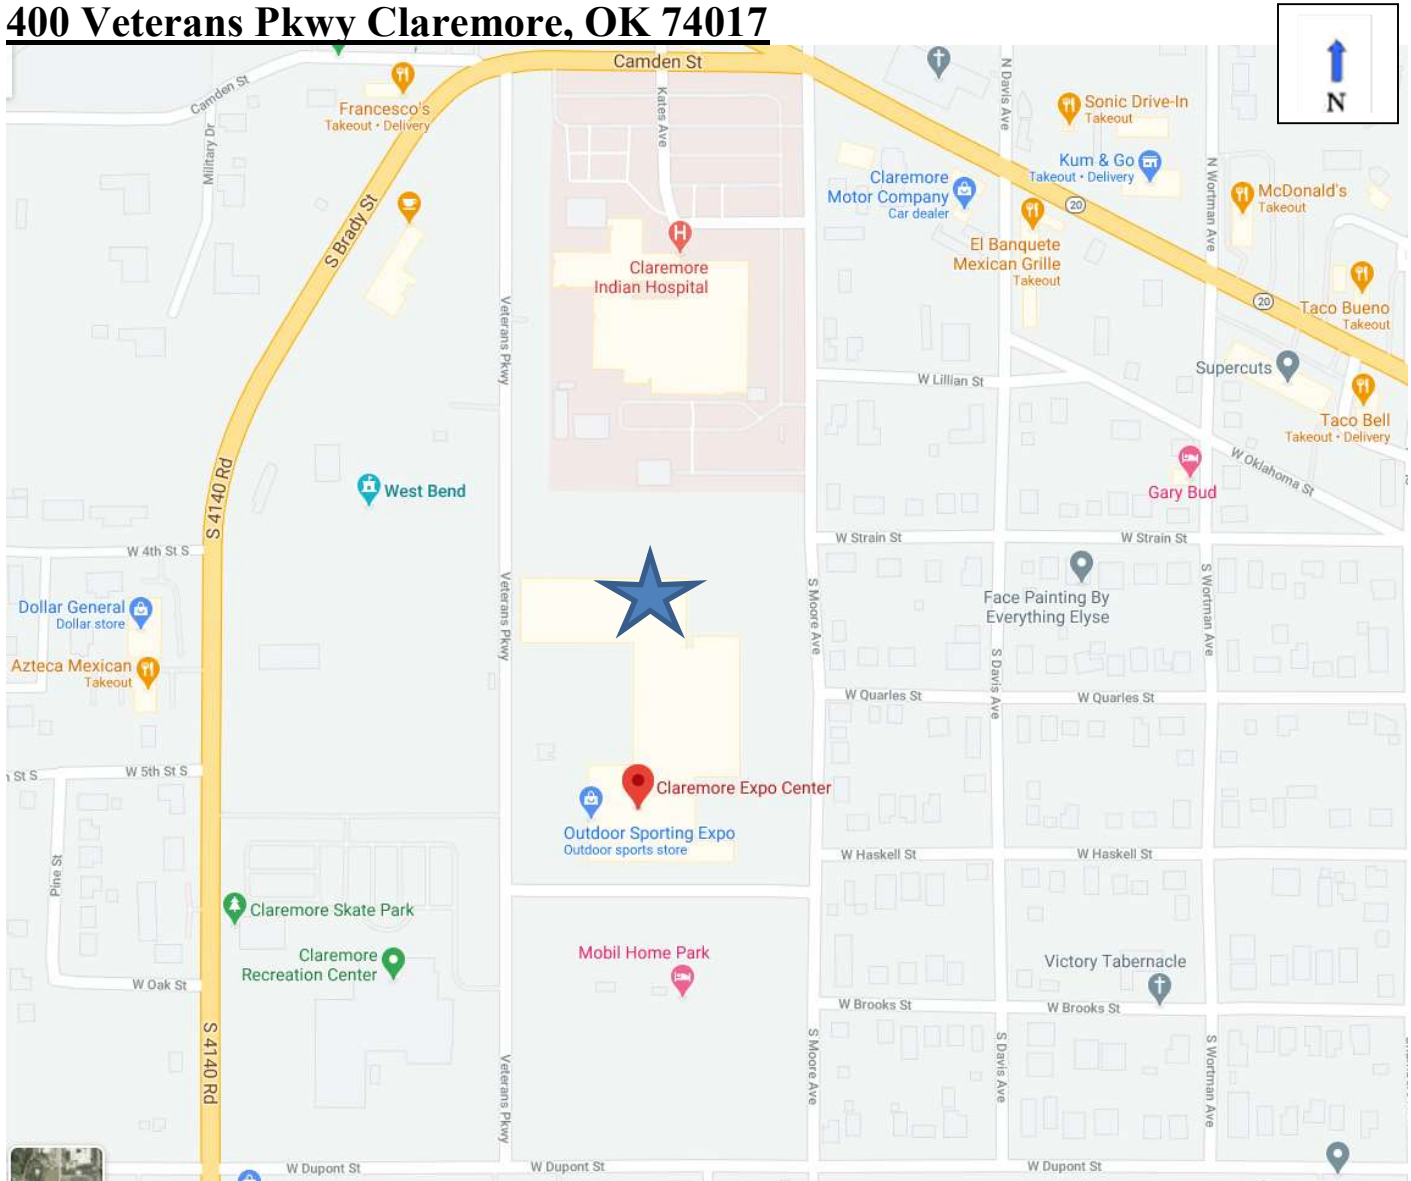 400 Veterans Pkwy Claremore, OK 74017
N
Camden St
Camden St
Francesco's
Takeout • Delivery
Military Dr
Kates Ave
N Davis Ave
Sonic Drive-In
Takeout
Kum & Go
Takeout • Delivery
Claremore
Motor Company
Car dealer
20
McDonald's
Takeout
N Wortman Ave
S Brady St
H
Claremore
Indian Hospital
El Banquete
Mexican Grille
Takeout
20
Taco Bueno
Takeout
Veterans Pkwy
W Lillian St
Supercuts
Taco Bell
Takeout • Delivery
W Oklahoma St
S 4140 Rd
West Bend
Gary Bud
W 4th St S
W Strain St
W Strain St
Dollar General
Dollar store
Veterans Pkwy
S Moore Ave
Face Painting By
Everything Elyse
S Wortman Ave
Azteca Mexican
Takeout
S Davis Ave
W Quarles St
W Quarles St
St S
W 5th St S
Claremore Expo Center
Outdoor Sporting Expo
Outdoor sports store
W Haskell St
W Haskell St
Pine St
Claremore Skate Park
Claremore
Recreation Center
Mobil Home Park
Victory Tabernacle
W Oak St
W Brooks St
W Brooks St
S 4140 Rd
Veterans Pkwy
S Moore Ave
S Davis Ave
S Wortman Ave
W Dupont St
W Dupont St
W Dupont St